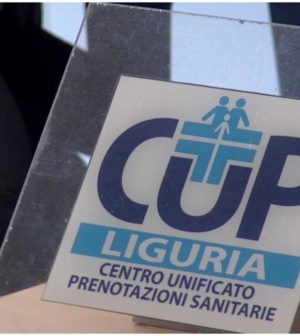 CUP
LIGURIA
CENTRO UNIFICATO
PRENOTAZIONI SANITARIE